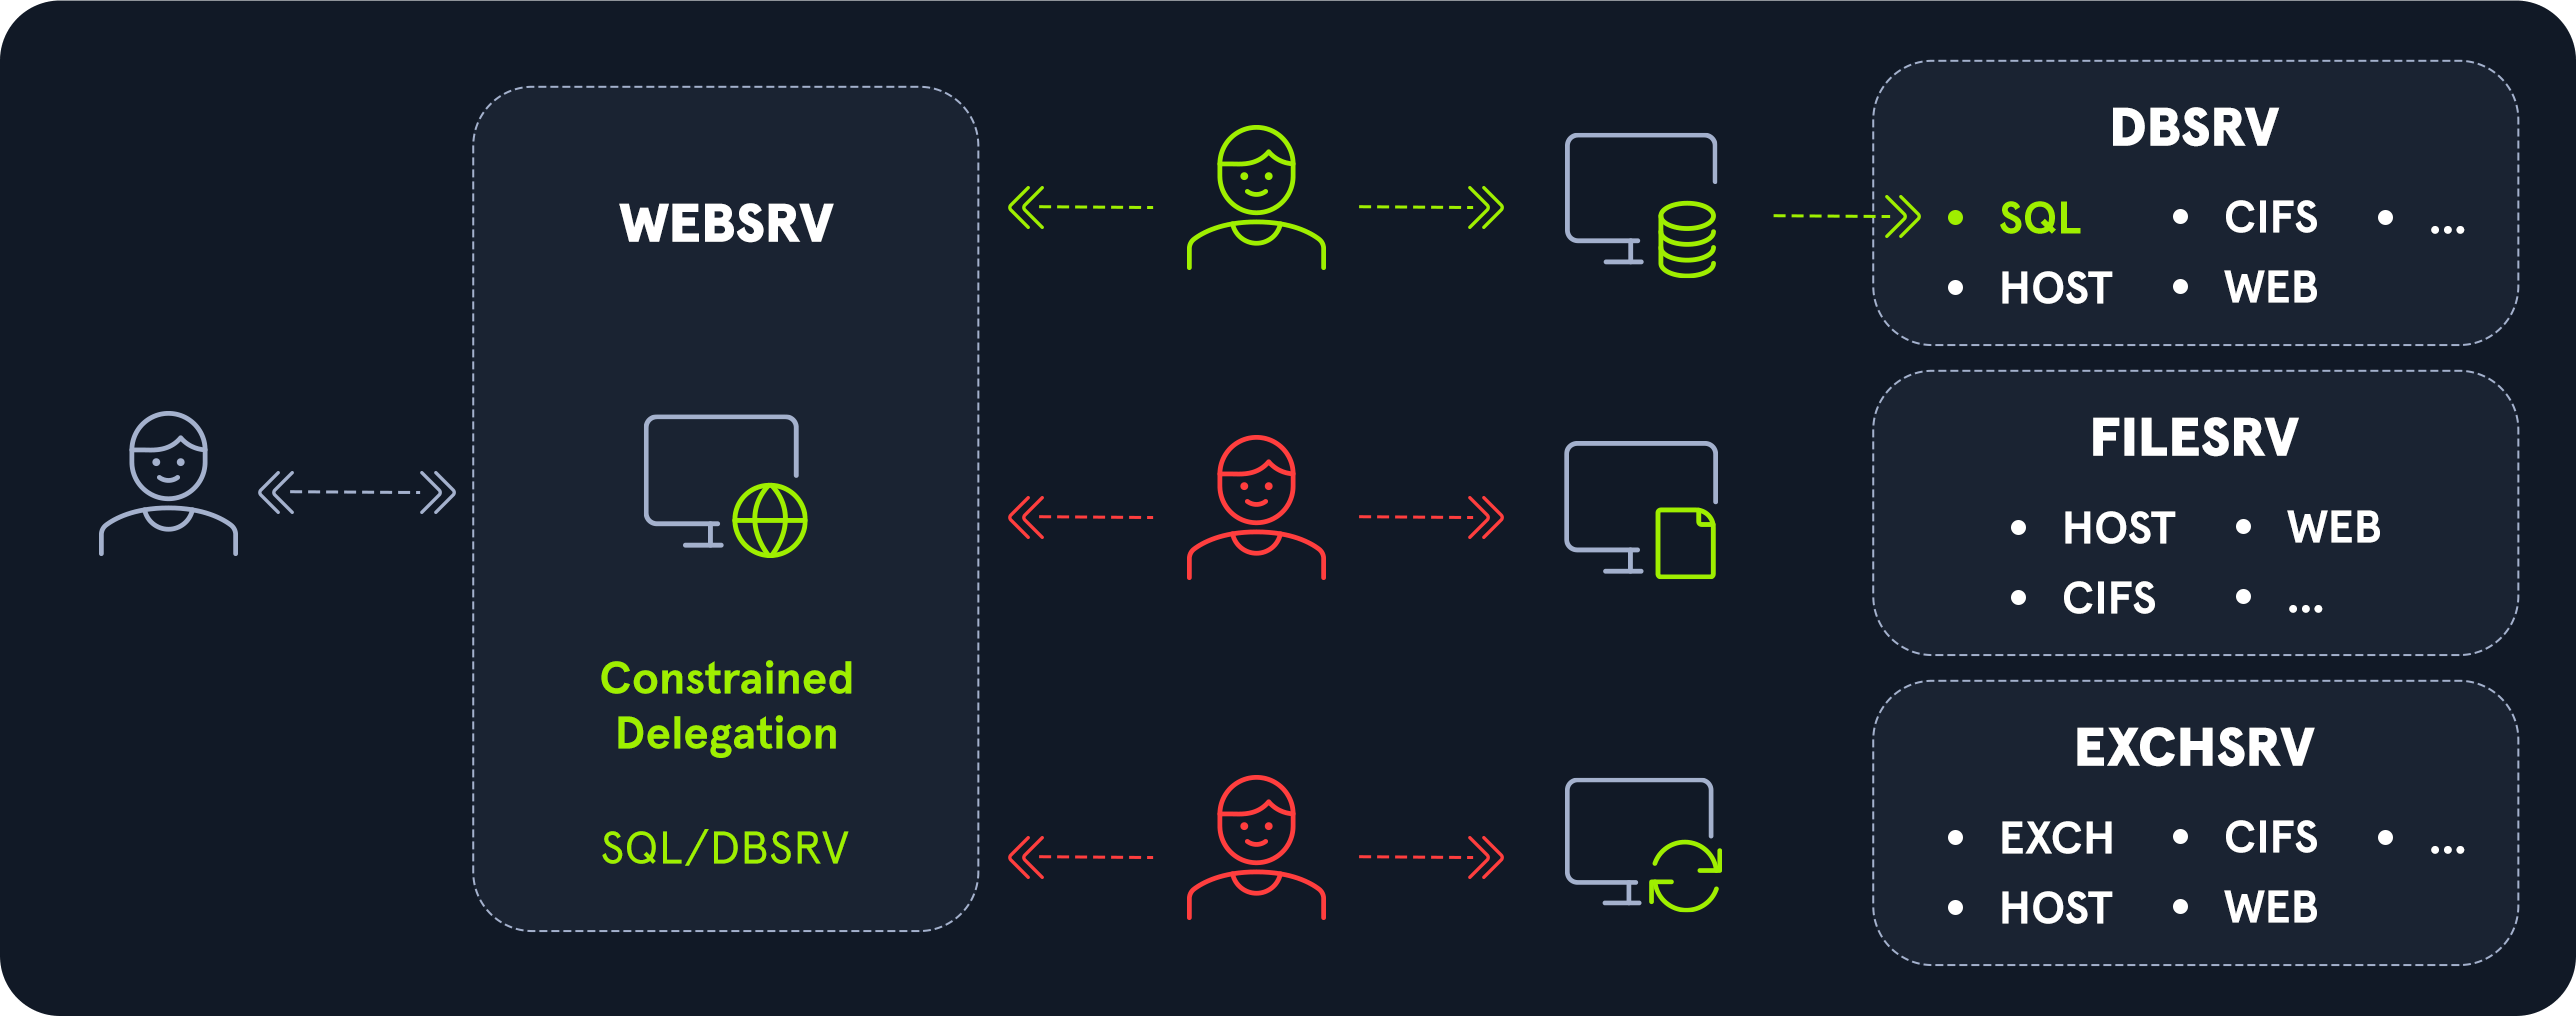 WEBSRV
Constrained
Delegation
SQL/DBSRV
DBSRV
• SQL • CIFS • ...
• HOST • WEB
FILESRV
• HOST • WEB
• CIFS • ...
EXCHSRV
• EXCH • CIFS • ...
• HOST • WEB